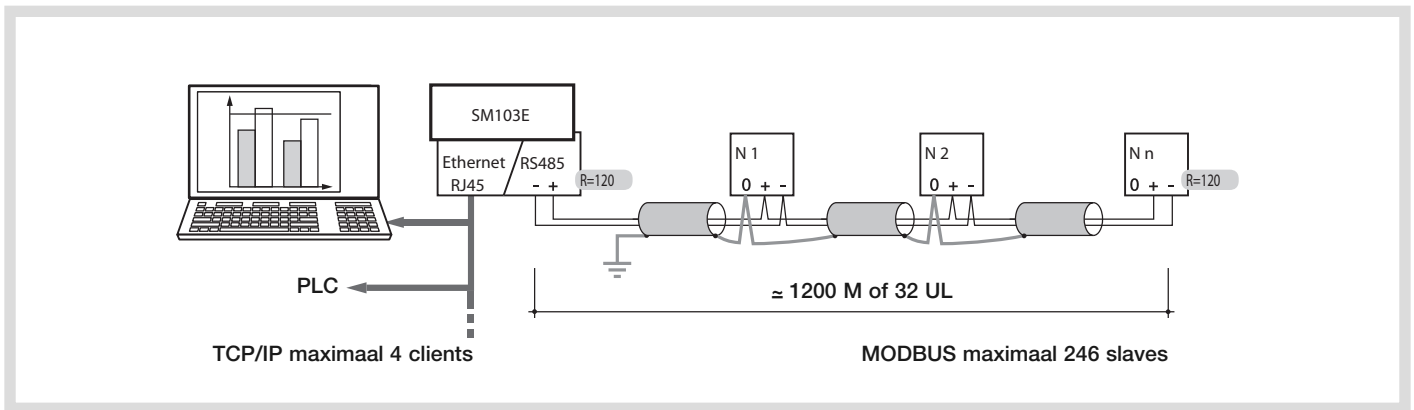 SM103E
Ethernet
RJ45
RS485
- +
R=120
N 1
0 + -
N 2
0 + -
N n
0 + -
R=120
PLC
≃ 1200 M of 32 UL
TCP/IP maximaal 4 clients
MODBUS maximaal 246 slaves